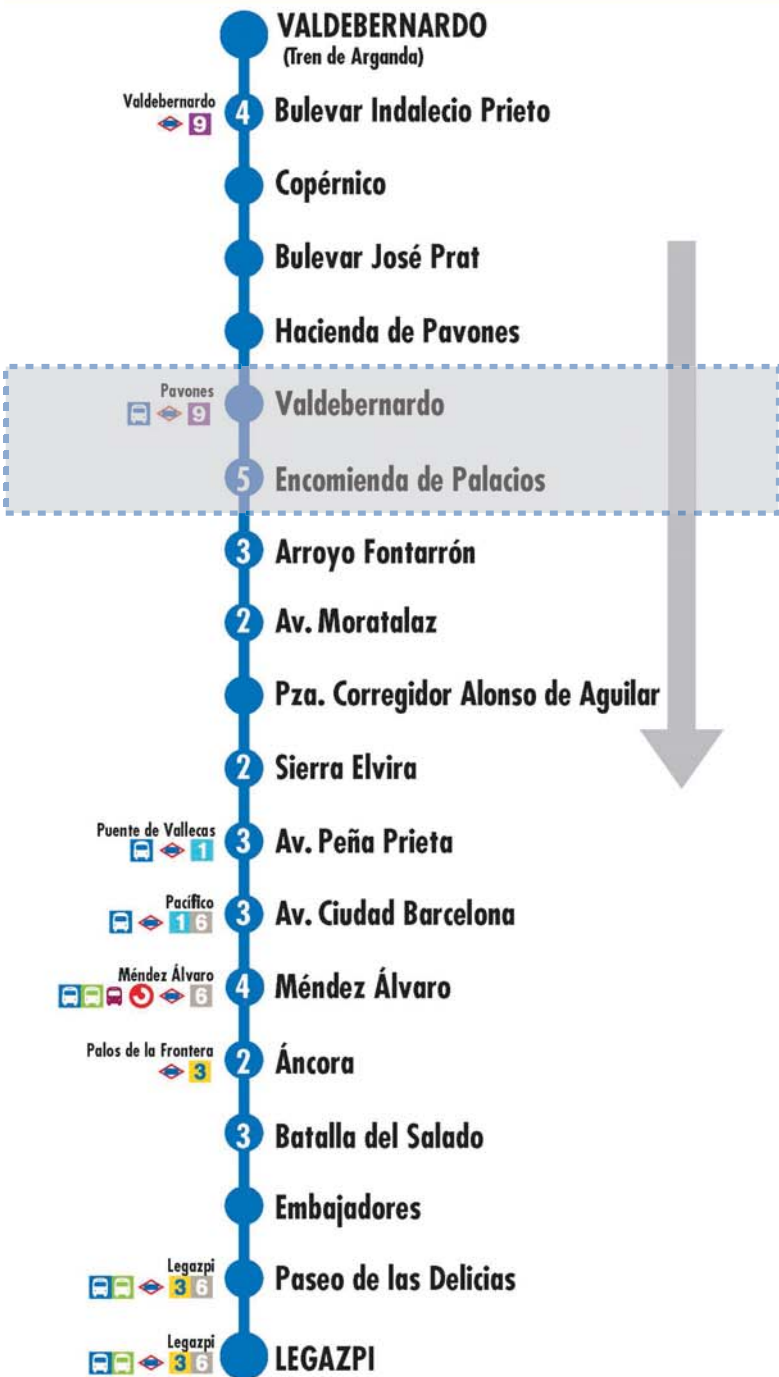 VALDEBERNARDO
(Tren de Arganda)
Valdebernardo
9
4 Bulevar Indalecio Prieto
Copérnico
Bulevar José Prat
Hacienda de Pavones
Pavones
9
Valdebernardo
5 Encomienda de Palacios
3 Arroyo Fontarrón
2 Av. Moratalaz
Pza. Corregidor Alonso de Aguilar
2 Sierra Elvira
Puente de Vallecas
1
3 Av. Peña Prieta
Pacífico
1 6
3 Av. Ciudad Barcelona
Méndez Álvaro
6
4 Méndez Álvaro
Palos de la Frontera
3
2 Áncora
3 Batalla del Salado
Embajadores
Legazpi
3 6
Paseo de las Delicias
Legazpi
3 6
LEGAZPI